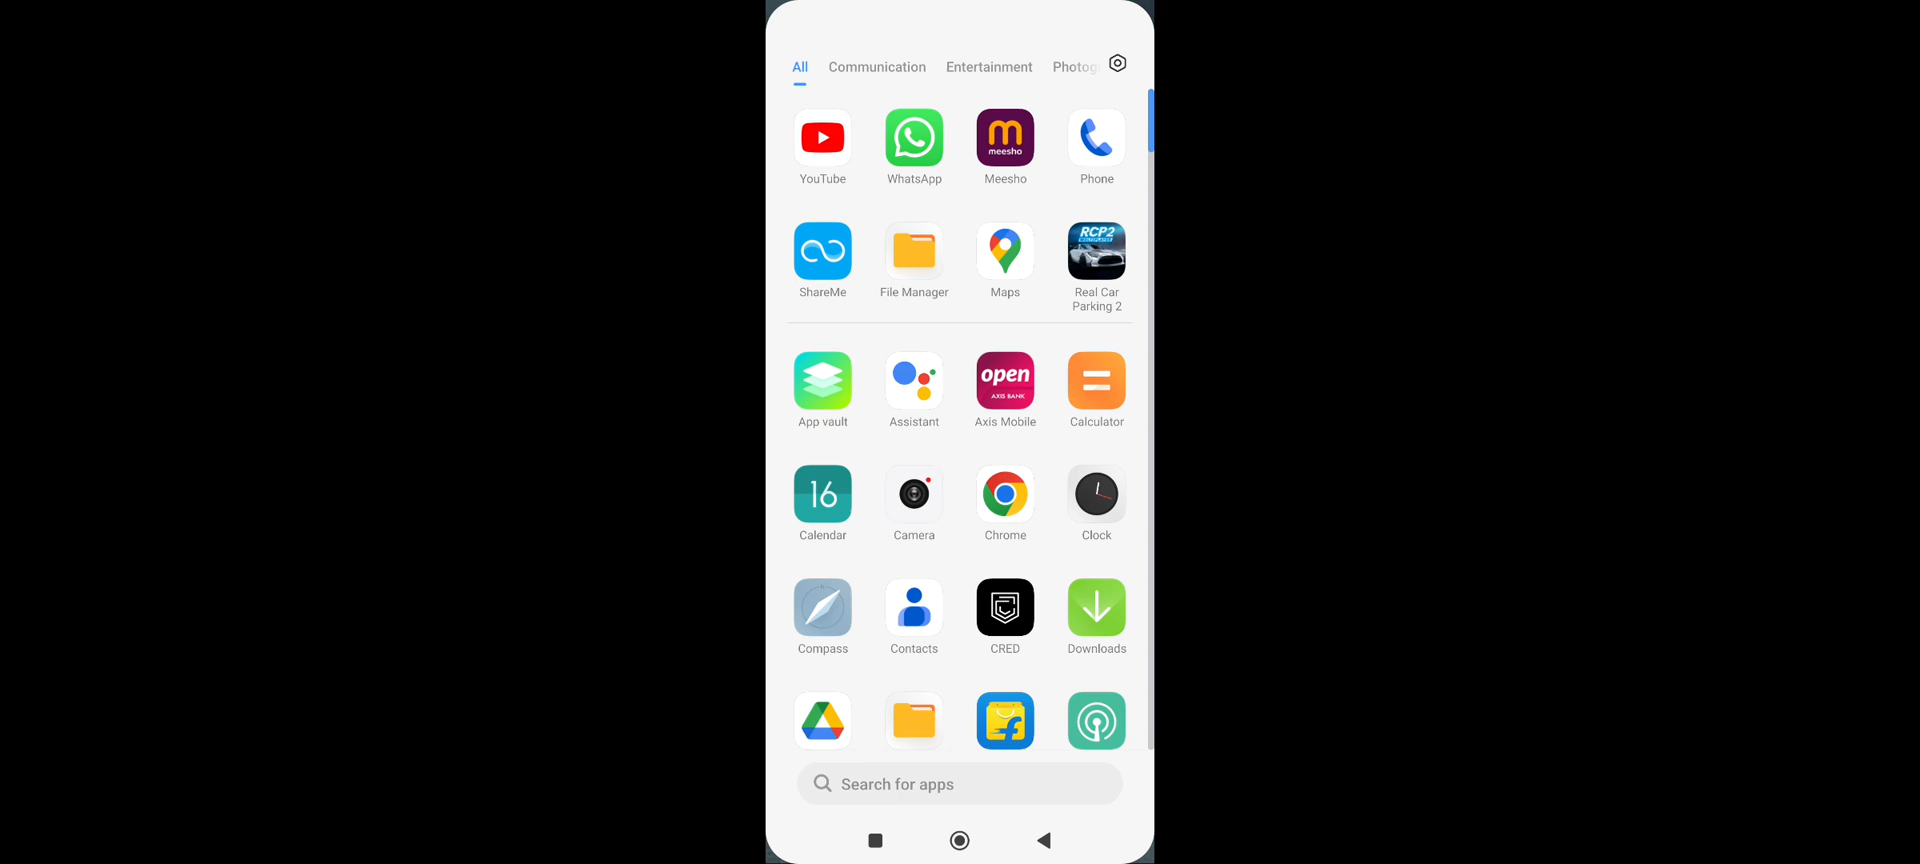 All Communication Entertainment Photog
meesho
YouTube WhatsApp Meesho Phone
RCP2
MULTIPLAYER
ShareMe File Manager Maps Real Car
Parking 2
open
AXIS BANK
App vault Assistant Axis Mobile Calculator
16
Calendar Camera Chrome Clock
Compass Contacts CRED Downloads
Search for apps